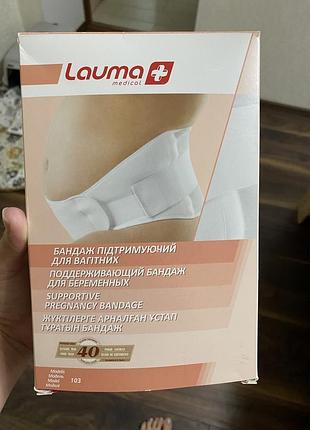 Lauma
medical
БАНДАЖ ПІДТРИМУЮЧИЙ
ДЛЯ ВАГІТНИХ
ПОДДЕРЖИВАЮЩИЙ БАНДАЖ
ДЛЯ БЕРЕМЕННЫХ
SUPPORTIVE
PREGNANCY BANDAGE
ЖҮКТІЛЕРГЕ АРНАЛҒАН ҰСТАП
ТҰРАТЫН БАНДАЖ
40
103